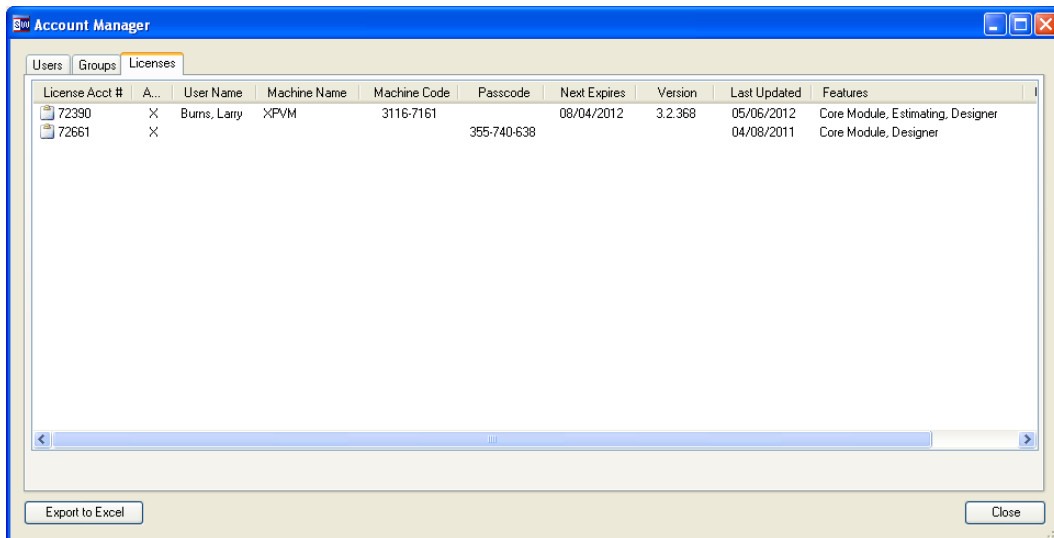 SW Account Manager
Users Groups Licenses
License Acct # A... User Name Machine Name Machine Code Passcode Next Expires Version Last Updated Features
72390 X Burns, Larry XPVM 3116-7161 08/04/2012 3.2.368 05/06/2012 Core Module, Estimating, Designer
72661 X 355-740-638 04/08/2011 Core Module, Designer
Export to Excel Close